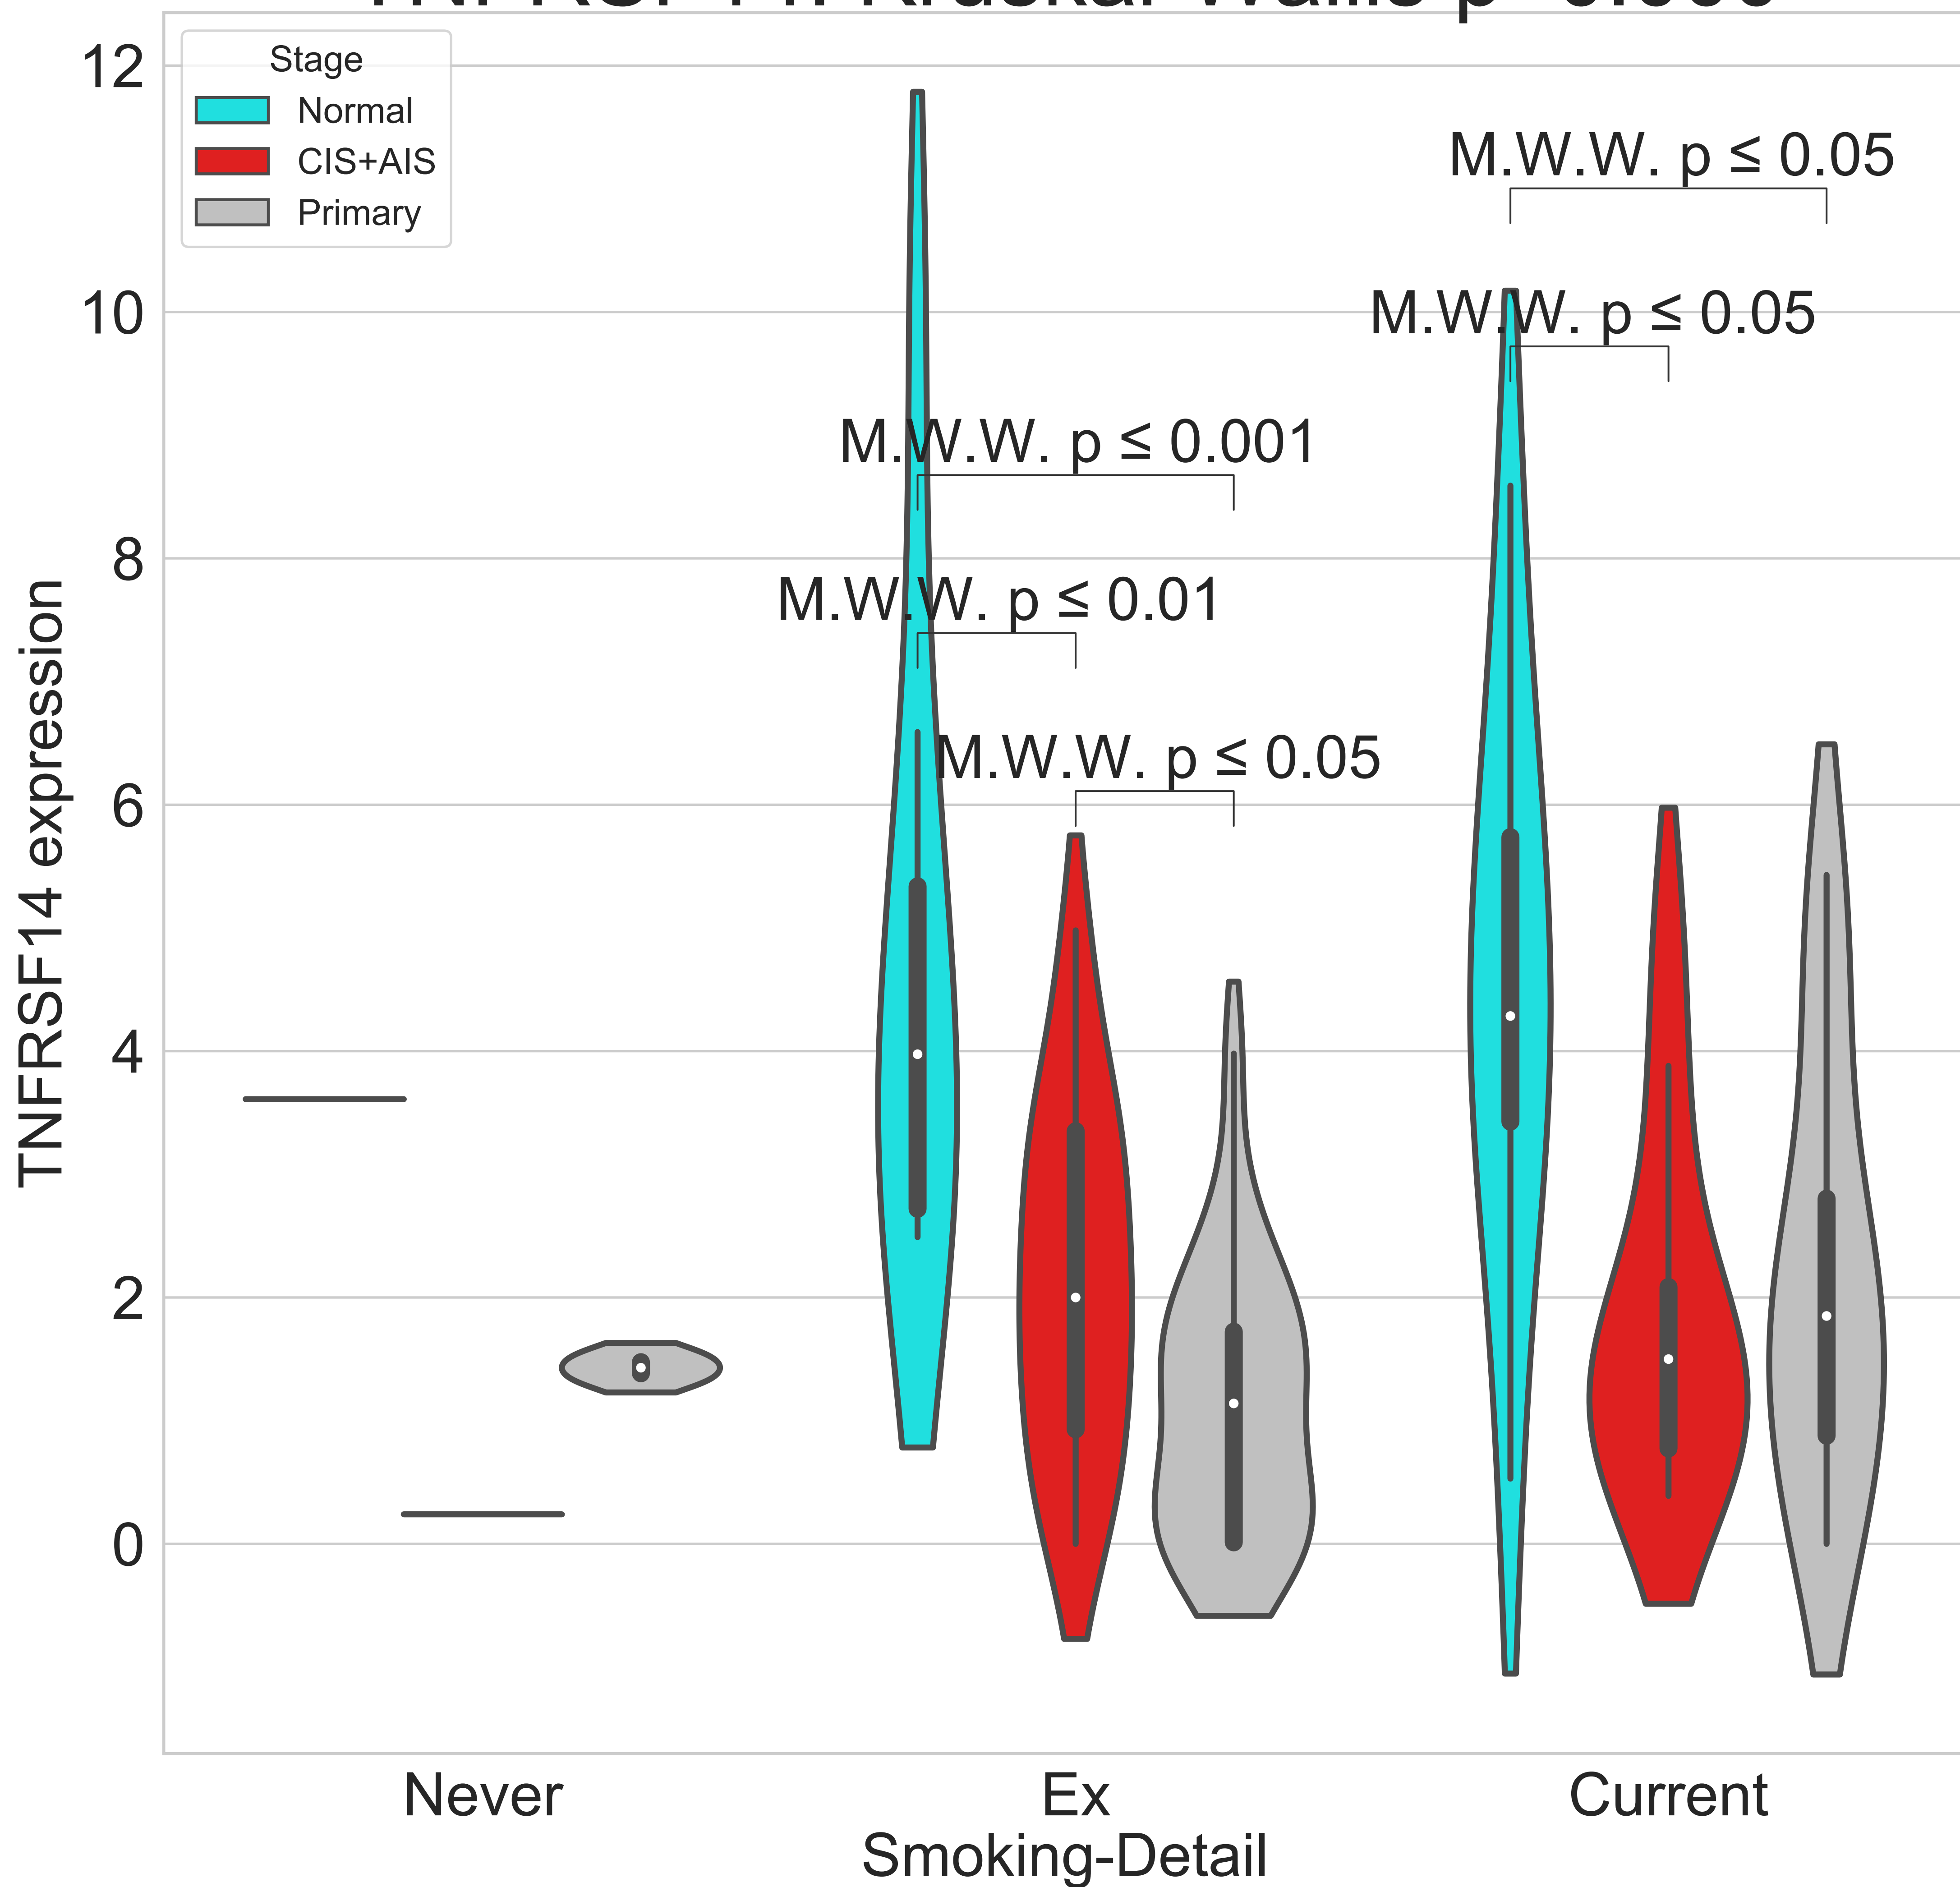 12
Stage
Normal
CIS+AIS
Primary
M.W.W. p ≤ 0.05
10
M.W.W. p ≤ 0.05
M.W.W. p ≤ 0.001
8
M.W.W. p ≤ 0.01
M.W.W. p ≤ 0.05
6
4
2
0
TNFRSF14 expression
Never
Ex
Current
Smoking-Detail